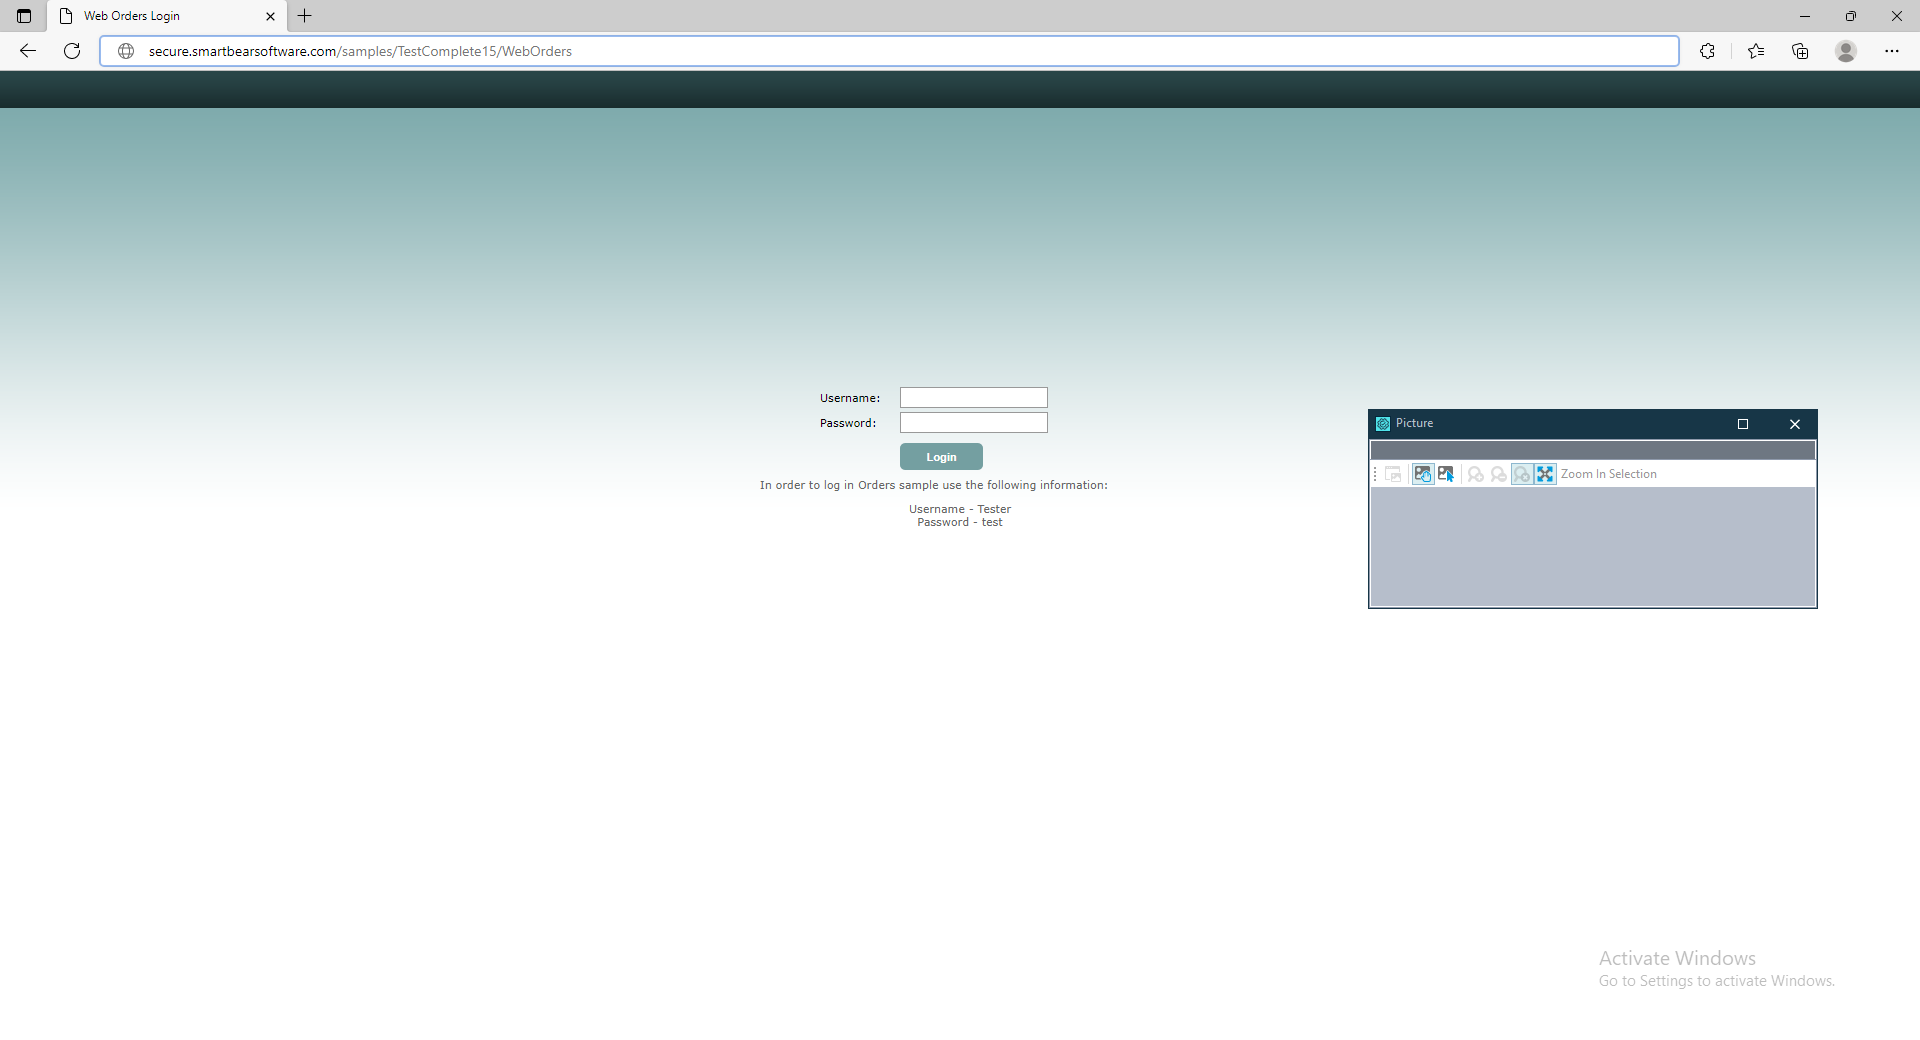 Web Orders Login
secure.smartbearsoftware.com/samples/TestComplete15/WebOrders
Username:
Password:
Login
In order to log in Orders sample use the following information:
Username - Tester
Password - test
Picture
Zoom In Selection
Activate Windows
Go to Settings to activate Windows.